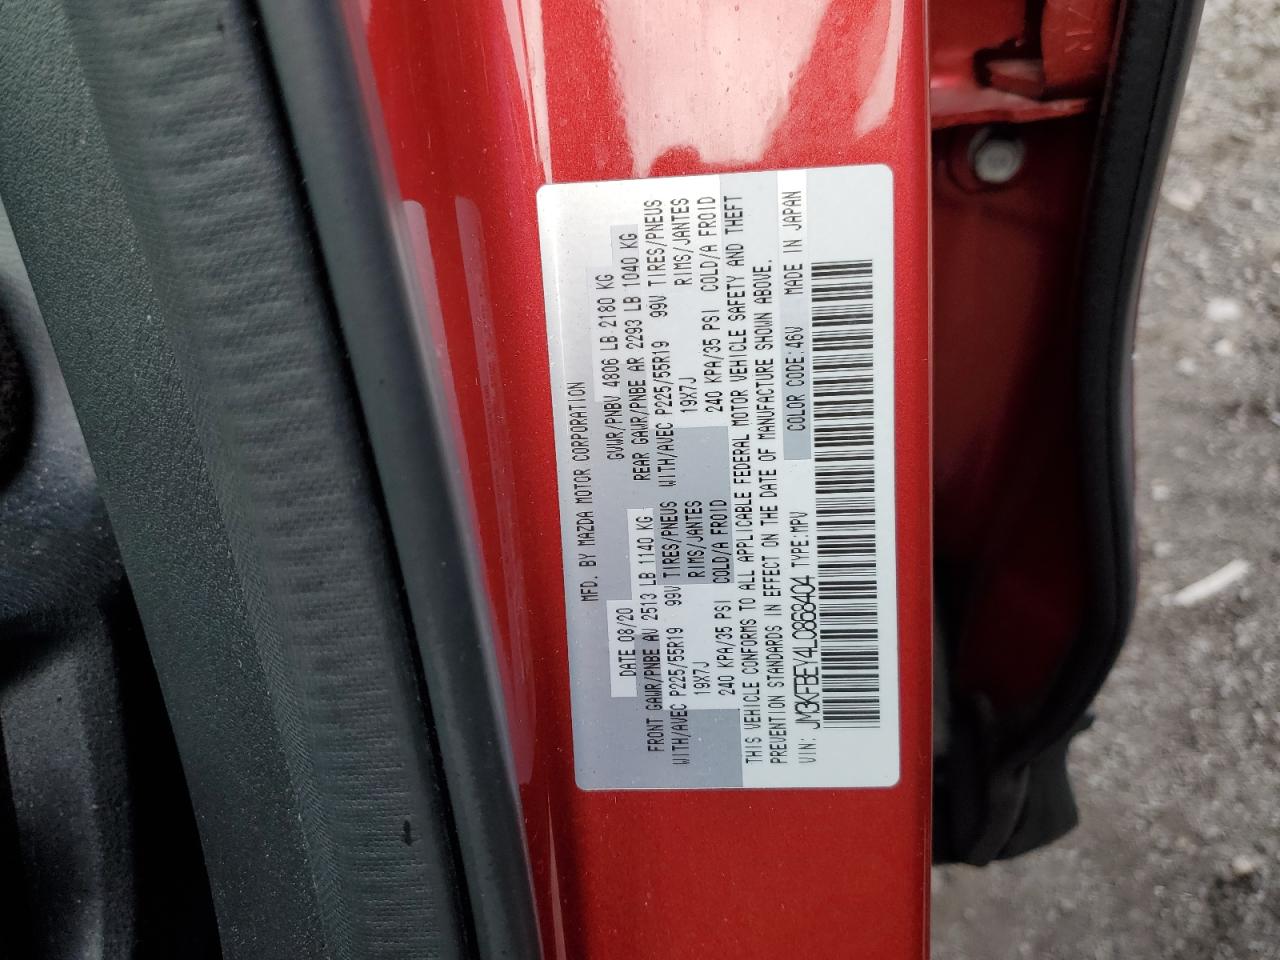 MFD. BY MAZDA MOTOR CORPORATION
DATE 08/20 GVWR/PNBV 4806 LB 2180 KG
FRONT GAWR/PNBE AV 2513 LB 1140 KG REAR GAWR/PNBE AR 2293 LB 1040 KG
WITH/AVEC P225/55R19 99V TIRES/PNEUS WITH/AVEC P225/55R19 99V TIRES/PNEUS
19X7J RIMS/JANTES 19X7J RIMS/JANTES
240 KPA/35 PSI COLD/A FROID 240 KPA/35 PSI COLD/A FROID
THIS VEHICLE CONFORMS TO ALL APPLICABLE FEDERAL MOTOR VEHICLE SAFETY AND THEFT
PREVENTION STANDARDS IN EFFECT ON THE DATE OF MANUFACTURE SHOWN ABOVE.
VIN: JM3KFBEY4L0868404 TYPE:MPV COLOR CODE:46V MADE IN JAPAN